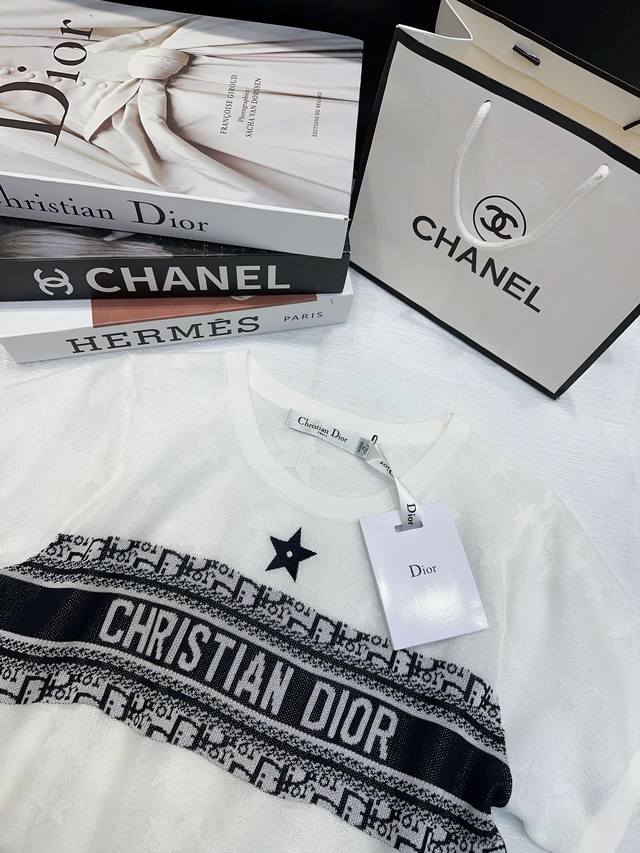 Dior
FRANÇOISE GIROUD
Photographies
SACHA VAN DORSSEN
EDITIONS DU REGARD
Christian Dior
CHANEL
HERMÈS PARIS
CHANEL
Christian Dior
PARIS
Dior
Dior
CHRISTIAN DIOR